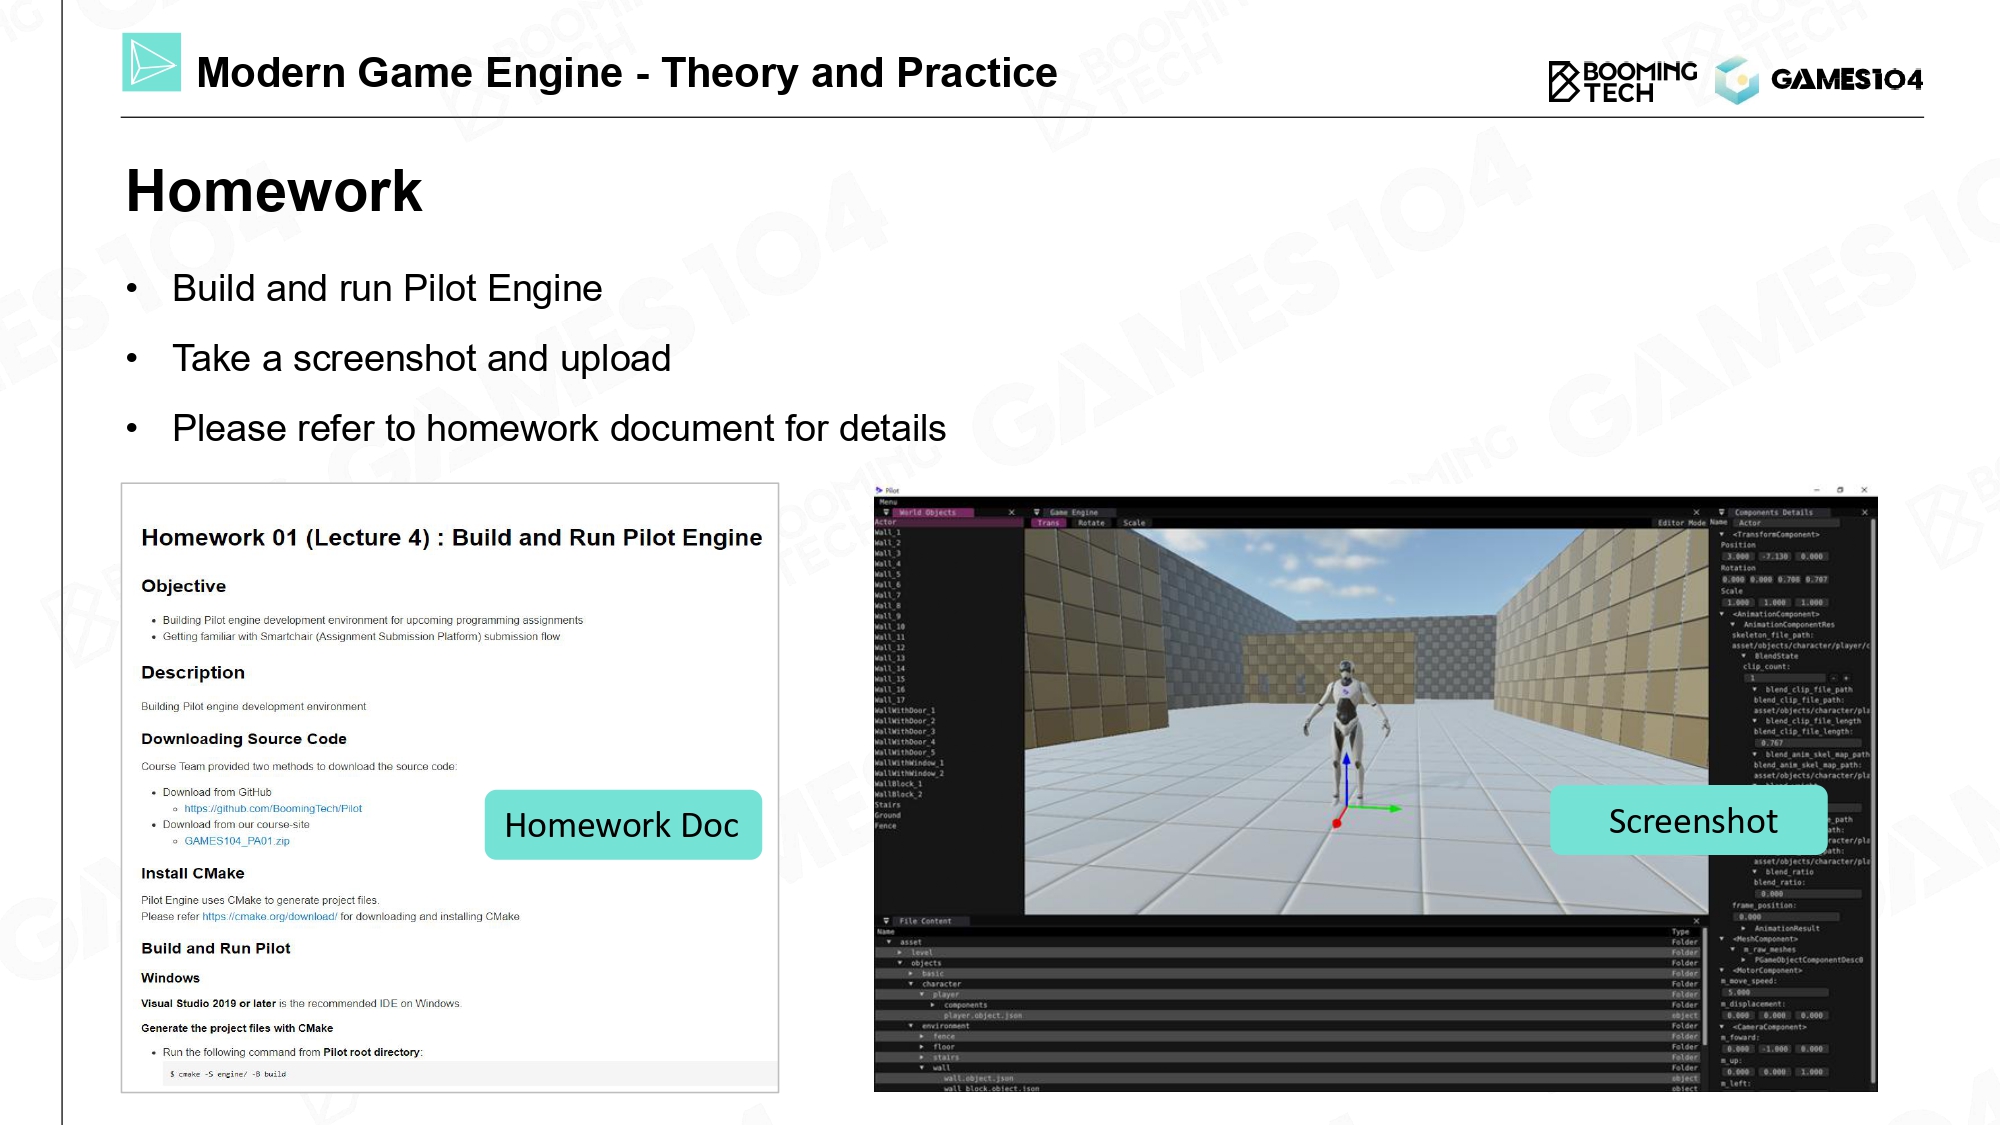 Modern Game Engine - Theory and Practice
BOOMING
TECH
GAMES104
Homework
• Build and run Pilot Engine
• Take a screenshot and upload
• Please refer to homework document for details
Homework 01 (Lecture 4) : Build and Run Pilot Engine
Objective
• Building Pilot engine development environment for upcoming programming assignments
• Getting familiar with Smartchair (Assignment Submission Platform) submission flow
Description
Building Pilot engine development environment
Downloading Source Code
Course Team provided two methods to download the source code:
• Download from GitHub
https://github.com/BoomingTech/Pilot
• Download from our course-site
GAMES104_PA01.zip
Homework Doc
Install CMake
Pilot Engine uses CMake to generate project files.
Please refer https://cmake.org/download/ for downloading and installing CMake
Build and Run Pilot
Windows
Visual Studio 2019 or later is the recommended IDE on Windows.
Generate the project files with CMake
• Run the following command from Pilot root directory:
$ cmake -S engine/ -B build
Pilot
Menu
World Objects
Actor
Wall_1
Wall_2
Wall_3
Wall_4
Wall_5
Wall_6
Wall_7
Wall_8
Wall_9
Wall_10
Wall_11
Wall_12
Wall_13
Wall_14
Wall_15
Wall_16
Wall_17
WallWithDoor_1
WallWithDoor_2
WallWithDoor_3
WallWithDoor_4
WallWithDoor_5
WallWithWindow_1
WallWithWindow_2
WallBlock_1
WallBlock_2
Stairs
Ground
Fence
Game Engine
Trans Rotate Scale
Editor Mode
Screenshot
Components Details
Name Actor
<TransformComponent>
Position
3.000 -7.130 0.000
Rotation
0.000 0.000 0.708 0.707
Scale
1.000 1.000 1.000
<AnimationComponent>
AnimationComponentRes
skeleton_file_path:
asset/objects/character/player/c
BlendState
clip_count:
1 - +
blend_clip_file_path
blend_clip_file_path:
asset/objects/character/pla
blend_clip_file_length
blend_clip_file_length:
0.767
blend_anim_skel_map_path
blend_anim_skel_map_path:
asset/objects/character/pla
asset/objects/character/pla
blend_ratio
blend_ratio:
0.000
frame_position:
0.000
AnimationResult
<MeshComponent>
m_raw_meshes
PGameObjectComponentDesc0
<MotorComponent>
m_move_speed:
5.000
m_displacement:
0.000 0.000 0.000
<CameraComponent>
m_foward:
0.000 -1.000 0.000
m_up:
0.000 0.000 1.000
m_left:
File Content
Name Type
asset Folder
level Folder
objects Folder
basic Folder
character Folder
player Folder
components Folder
player.object.json object
environment Folder
fence Folder
floor Folder
stairs Folder
wall Folder
wall.object.json object
wall_block.object.json object